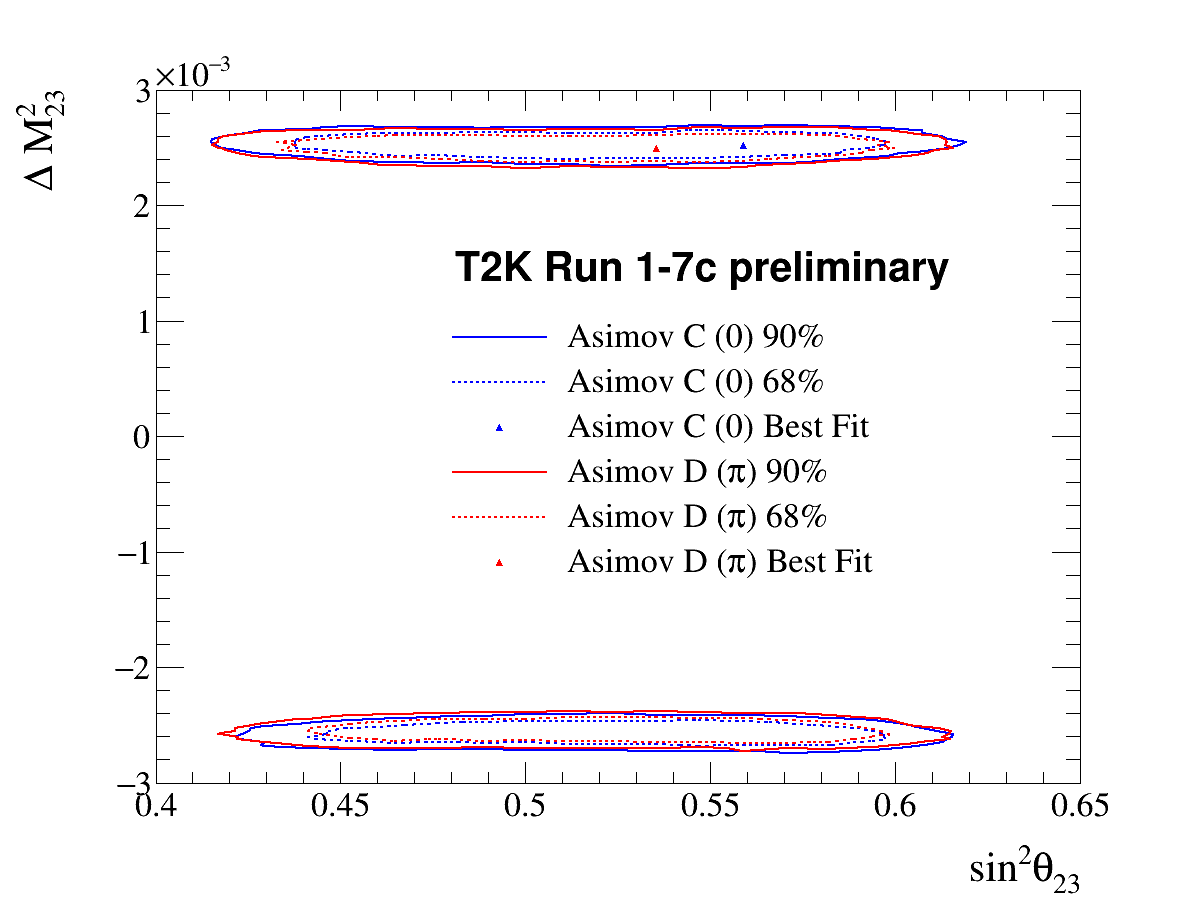 ×10⁻³
Δ M²₂₃
3
2
1
0
−1
−2
−3
T2K Run 1-7c preliminary
Asimov C (0) 90%
Asimov C (0) 68%
Asimov C (0) Best Fit
Asimov D (π) 90%
Asimov D (π) 68%
Asimov D (π) Best Fit
0.4 0.45 0.5 0.55 0.6 0.65
sin²θ₂₃